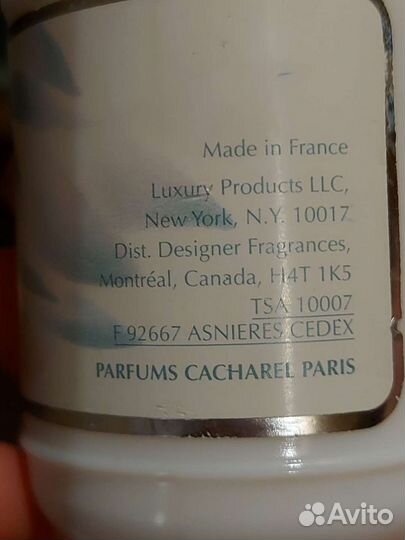 Made in France
Luxury Products LLC,
New York, N.Y. 10017
Dist. Designer Fragrances,
Montréal, Canada, H4T 1K5
TSA 10007
F 92667 ASNIERES CEDEX
PARFUMS CACHAREL PARIS
Avito